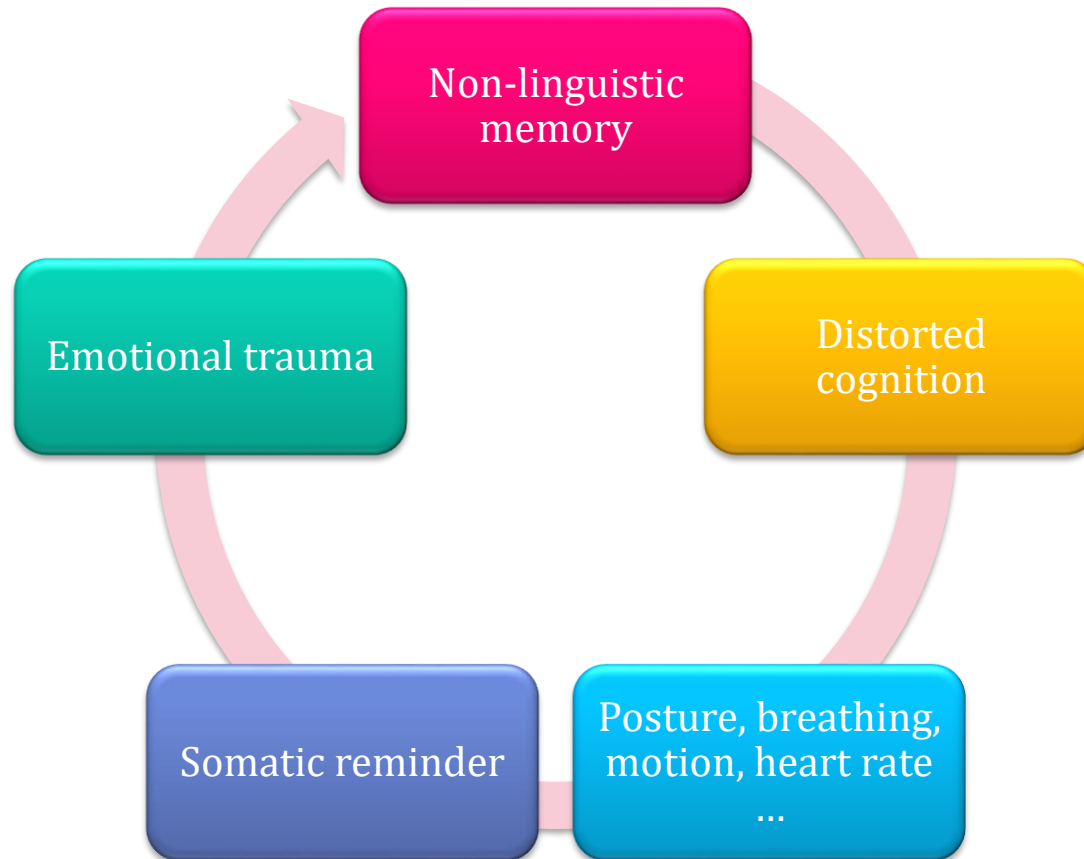 Non-linguistic
memory
Distorted
cognition
Posture, breathing,
motion, heart rate
...
Somatic reminder
Emotional trauma